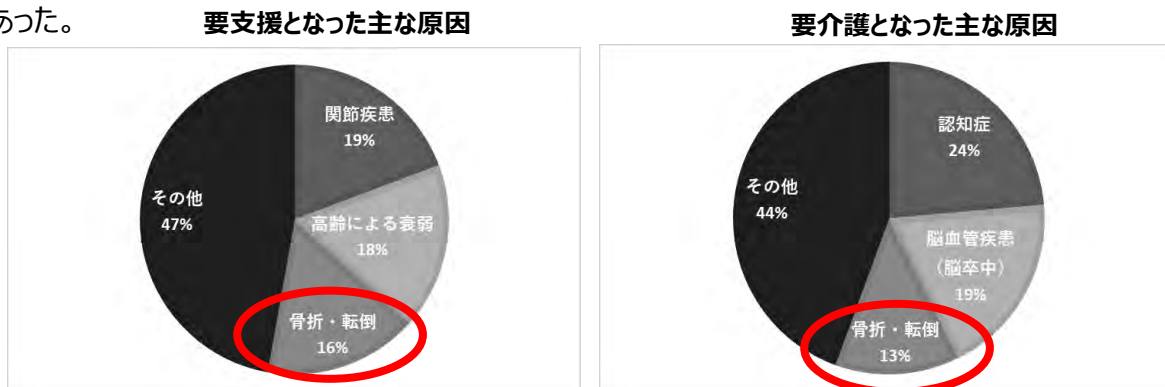 あった。
要支援となった主な原因
関節疾患
19%
高齢による衰弱
18%
骨折・転倒
16%
その他
47%
要介護となった主な原因
認知症
24%
脳血管疾患
（脳卒中）
19%
骨折・転倒
13%
その他
44%